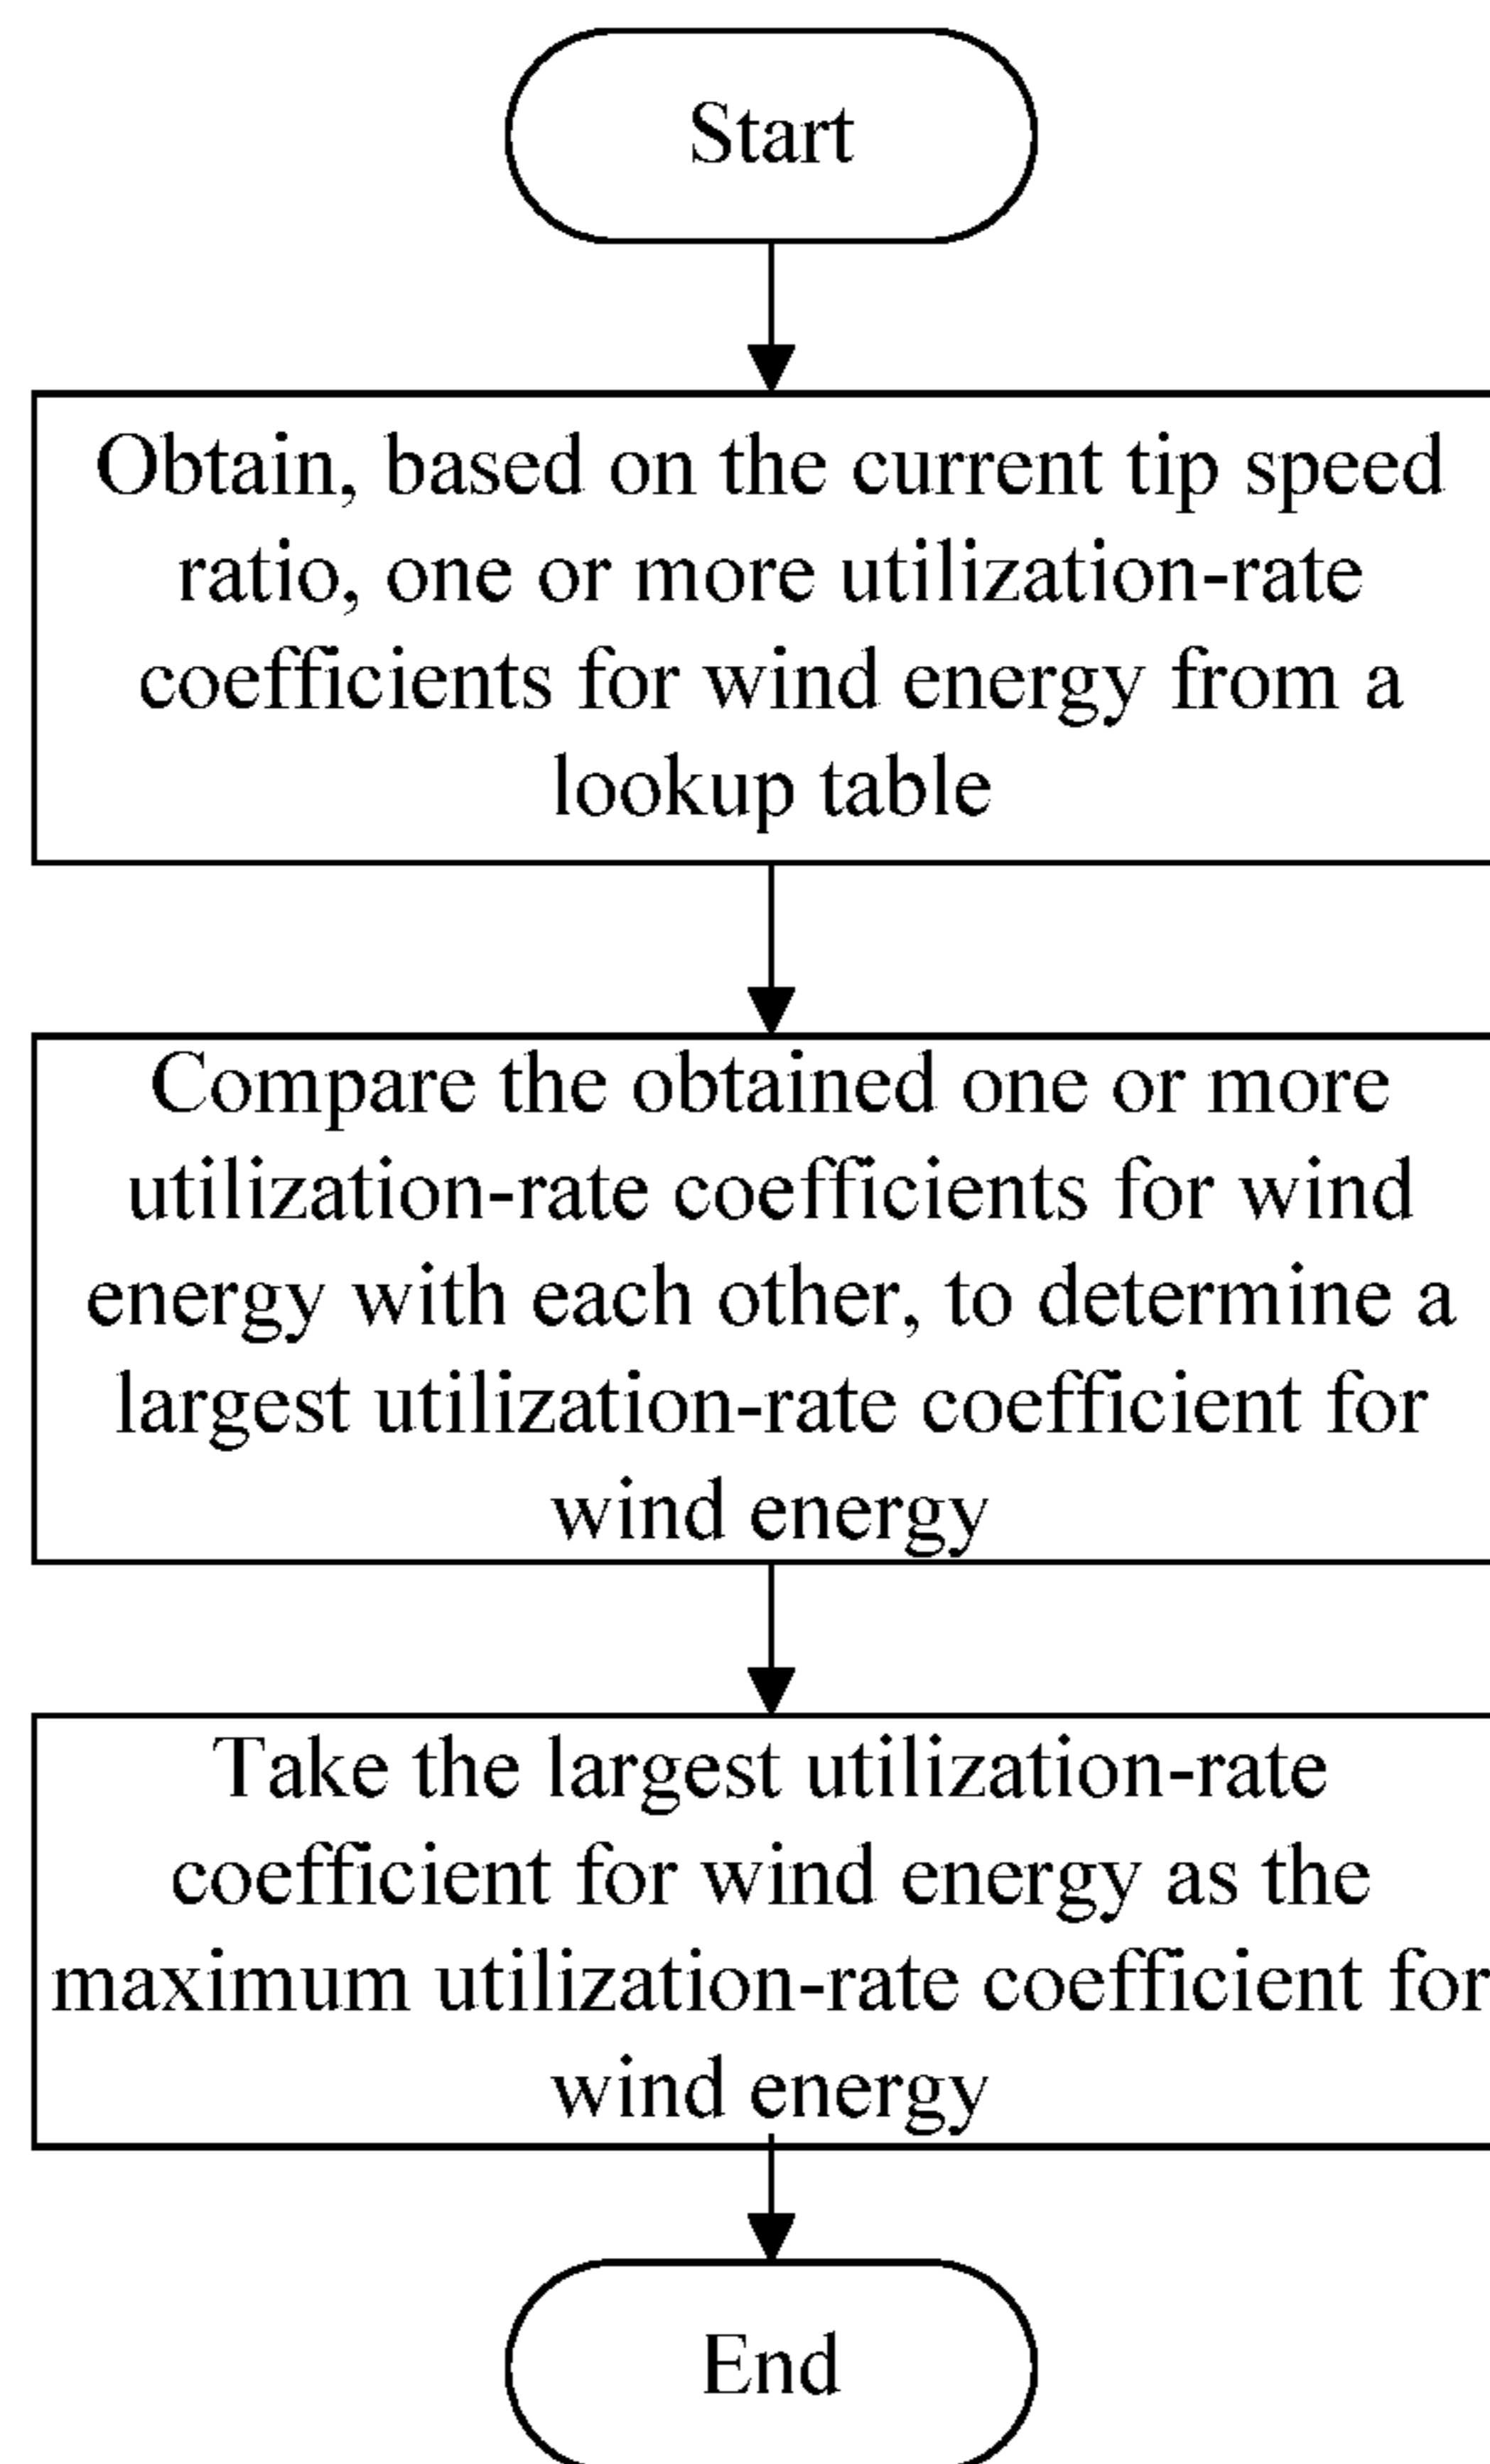 Start
Obtain, based on the current tip speed
ratio, one or more utilization-rate
coefficients for wind energy from a
lookup table
Compare the obtained one or more
utilization-rate coefficients for wind
energy with each other, to determine a
largest utilization-rate coefficient for
wind energy
Take the largest utilization-rate
coefficient for wind energy as the
maximum utilization-rate coefficient for
wind energy
End